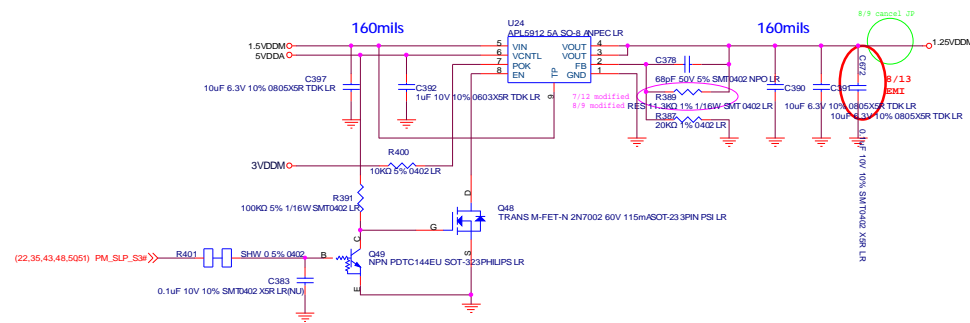 8/9 cancel JP
160mils
U24
APL5912 5A SO-8 ANPEC LR
160mils
1.5VDDM
5VDDA
5 VIN VOUT 4
6 VCNTL VOUT 3
7 POK FB 2
8 EN GND 1
TP
9
1.25VDDM
C378
68pF 50V 5% SMT0402 NPO LR
C397
10uF 6.3V 10% 0805X5R TDK LR
C392
1uF 10V 10% 0603X5R TDK LR
7/12 modified
8/9 modified
R389
RES 11.3KΩ 1% 1/16W SMT0402 LR
R387
20KΩ 1% 0402 LR
C390
10uF 6.3V 10% 0805X5R TDK LR
C391
10uF 6.3V 10% 0805X5R TDK LR
C672
0.1uF 10V 10% SMT0402 X5R LR
8/13
EMI
3VDDM
R400
10KΩ 5% 0402 LR
R391
100KΩ 5% 1/16W SMT0402 LR
D
G
S
Q48
TRANS M-FET-N 2N7002 60V 115mA SOT-23 3PIN PSI LR
(22,35,43,48,5051) PM_SLP_S3#
R401
SHW 0 5% 0402
B
C
E
Q49
NPN PDTC144EU SOT-323 PHILIPS LR
C383
0.1uF 10V 10% SMT0402 X5R LR(NU)